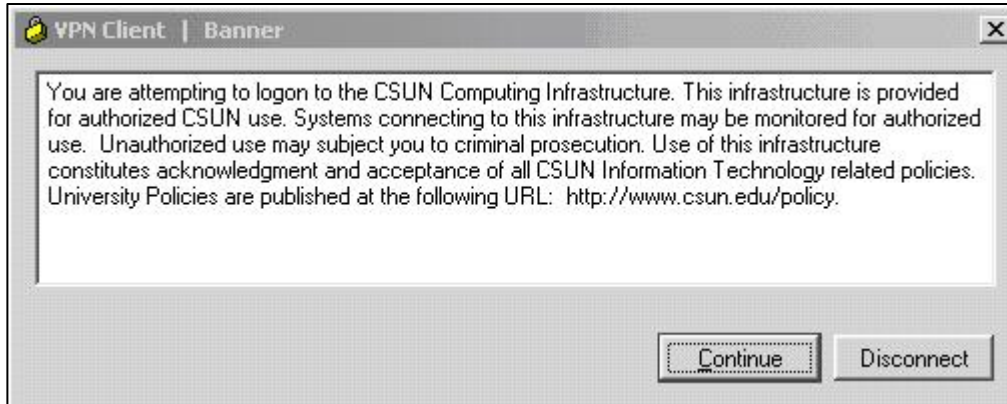 VPN Client | Banner
You are attempting to logon to the CSUN Computing Infrastructure. This infrastructure is provided
for authorized CSUN use. Systems connecting to this infrastructure may be monitored for authorized
use.  Unauthorized use may subject you to criminal prosecution. Use of this infrastructure
constitutes acknowledgment and acceptance of all CSUN Information Technology related policies.
University Policies are published at the following URL:  http://www.csun.edu/policy.
Continue Disconnect